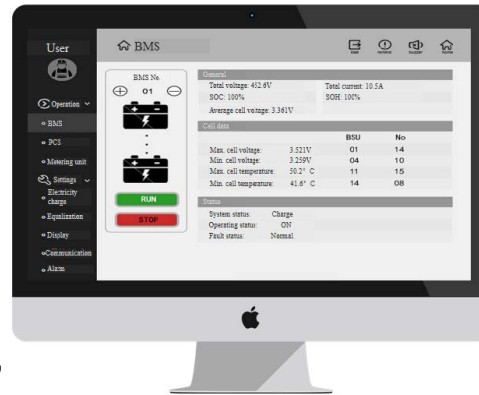 User
BMS
Operation
BMS
PCS
Metering unit
Settings
Electricity
charge
Equalization
Display
Communication
Alarm
BMS No.
01
RUN
STOP
General
Total voltage: 452.6V
Total current: 10.5A
SOC: 100%
SOH: 100%
Average cell voltage: 3.361V
Cell data
BSU No
Max. cell voltage: 3.521V 01 14
Min. cell voltage: 3.259V 04 10
Max. cell temperature: 50.2° C 11 15
Min. cell temperature: 41.6° C 14 08
Status
System status: Charge
Operating status: ON
Fault status: Normal